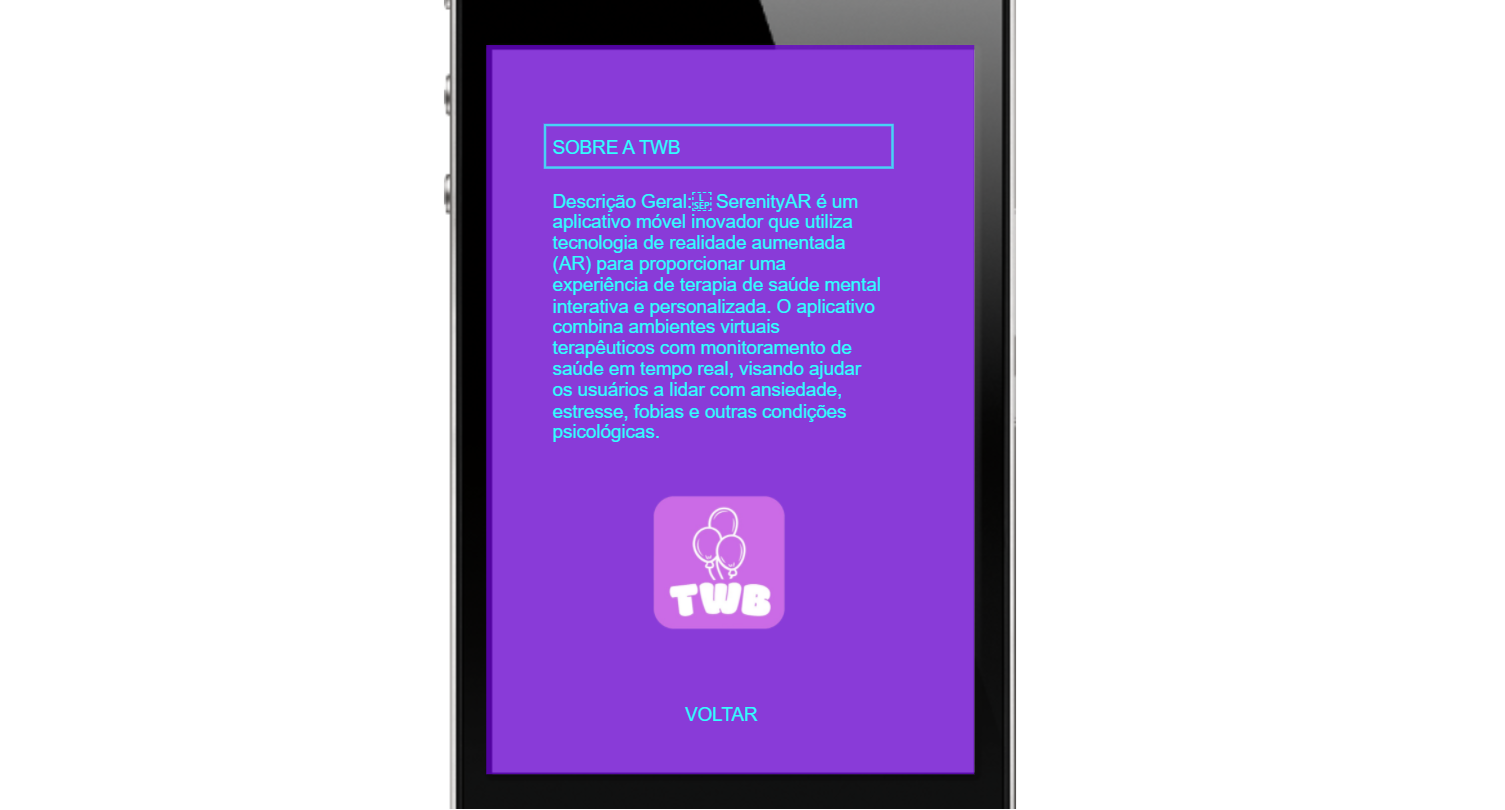 SOBRE A TWB
Descrição Geral: SerenityAR é um
aplicativo móvel inovador que utiliza
tecnologia de realidade aumentada
(AR) para proporcionar uma
experiência de terapia de saúde mental
interativa e personalizada. O aplicativo
combina ambientes virtuais
terapêuticos com monitoramento de
saúde em tempo real, visando ajudar
os usuários a lidar com ansiedade,
estresse, fobias e outras condições
psicológicas.
TWB
VOLTAR